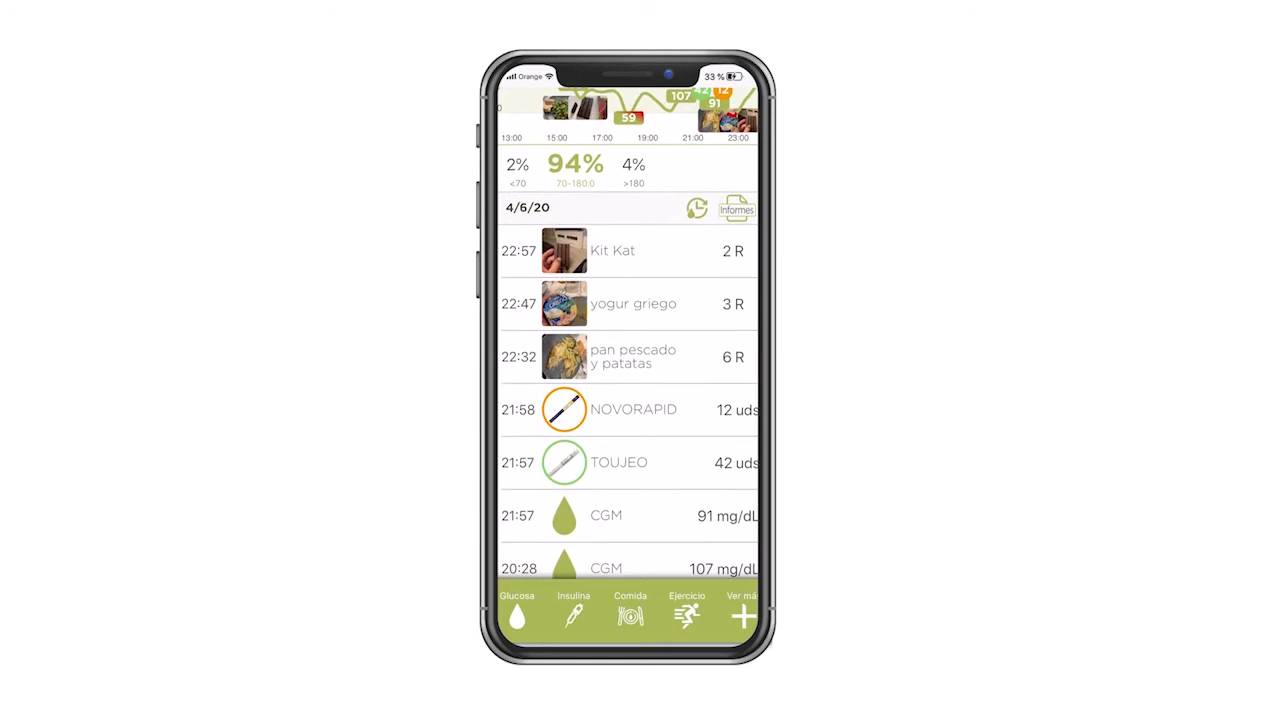 Orange 33 %
42 12
107 91
59
0
13:00 15:00 17:00 19:00 21:00 23:00
2% 94% 4%
<70 70-180.0 >180
4/6/20 Informes
22:57 Kit Kat 2 R
22:47 yogur griego 3 R
22:32 pan pescado
y patatas 6 R
21:58 NOVORAPID 12 uds
21:57 TOUJEO 42 uds
21:57 CGM 91 mg/dL
20:28 CGM 107 mg/dL
Glucosa Insulina Comida Ejercicio Ver más